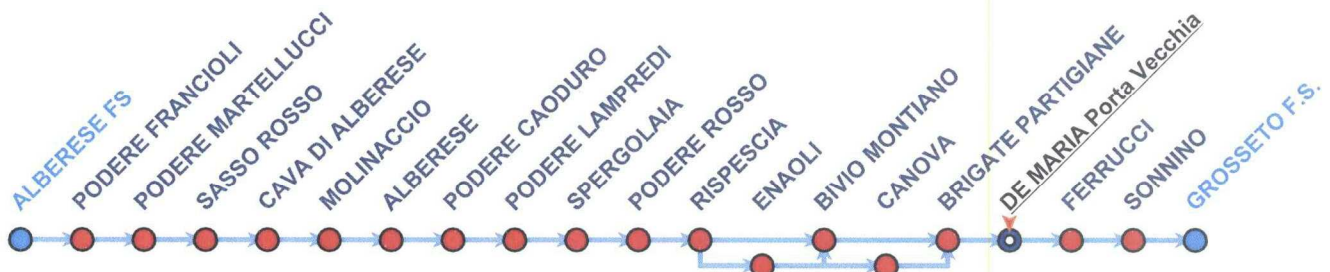 ALBERESE FS
PODERE FRANCIOLI
PODERE MARTELLUCCI
SASSO ROSSO
CAVA DI ALBERESE
MOLINACCIO
ALBERESE
PODERE CAODURO
PODERE LAMPREDI
SPERGOLAIA
PODERE ROSSO
RISPESCIA
ENAOLI
BIVIO MONTIANO
CANOVA
BRIGATE PARTIGIANE
DE MARIA Porta Vecchia
FERRUCCI
SONNINO
GROSSETO F.S.